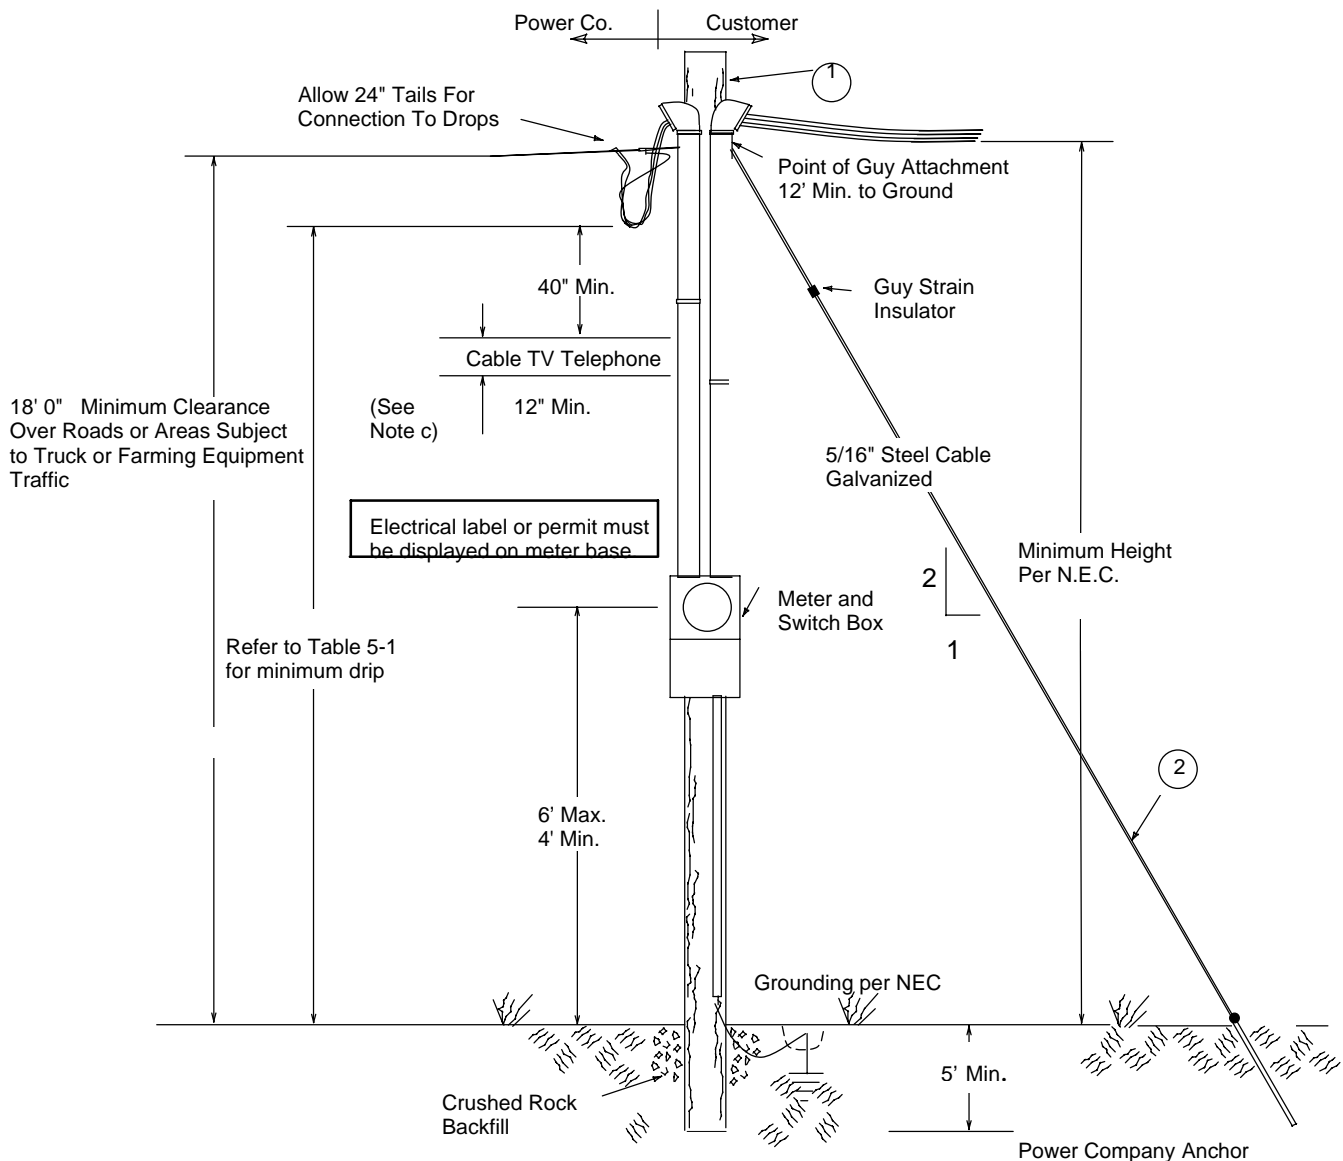 Power Co.
Customer
1
Allow 24" Tails For
Connection To Drops
Point of Guy Attachment
12' Min. to Ground
40" Min.
Guy Strain
Insulator
Cable TV Telephone
18' 0" Minimum Clearance
Over Roads or Areas Subject
to Truck or Farming Equipment
Traffic
(See
Note c)
12" Min.
5/16" Steel Cable
Galvanized
Electrical label or permit must
be displayed on meter base
Minimum Height
Per N.E.C.
2
1
Meter and
Switch Box
Refer to Table 5-1
for minimum drip
2
6' Max.
4' Min.
Grounding per NEC
5' Min.
Crushed Rock
Backfill
Power Company Anchor